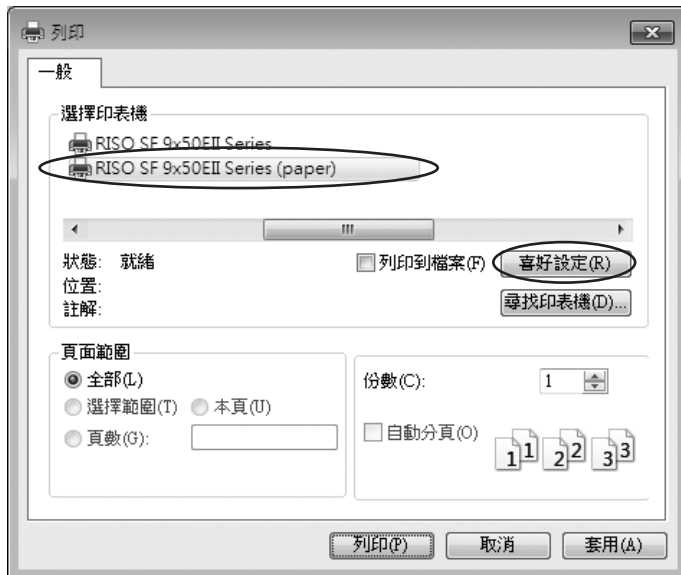 列印
一般
選擇印表機
RISO SF 9x50EII Series
RISO SF 9x50EII Series (paper)
狀態: 就緒
列印到檔案(F) 喜好設定(R)
位置:
註解:
尋找印表機(D)...
頁面範圍
全部(L)
選擇範圍(T) 本頁(U)
頁數(G):
份數(C): 1
自動分頁(O)
1 1 2 2 3 3
列印(P) 取消 套用(A)